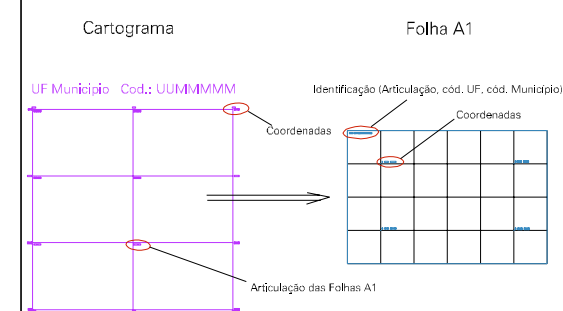 Cartograma
Folha A1
UF Municipio Cod.: UUMMMMM
Identificação (Articulação, cód. UF, cód. Município)
Coordenadas
Coordenadas
Articulação das Folhas A1